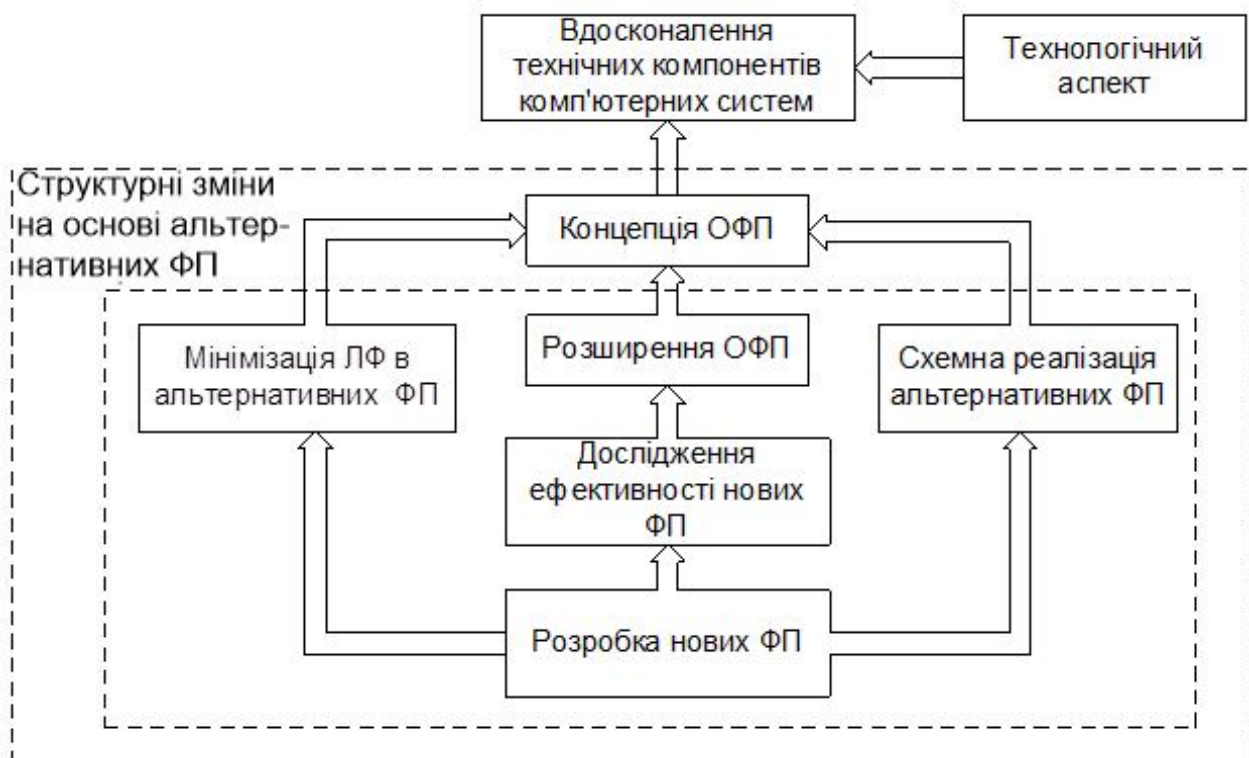 Вдосконалення
технічних компонентів
комп'ютерних систем
Технологічний
аспект
Структурні зміни
на основі альтер-
нативних ФП
Концепція ОФП
Мінімізація ЛФ в
альтернативних ФП
Розширення ОФП
Схемна реалізація
альтернативних ФП
Дослідження
ефективності нових
ФП
Розробка нових ФП